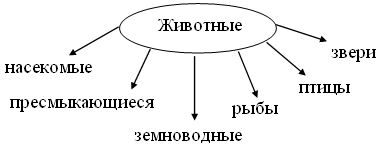 Животные
насекомые
пресмыкающиеся
земноводные
рыбы
птицы
звери